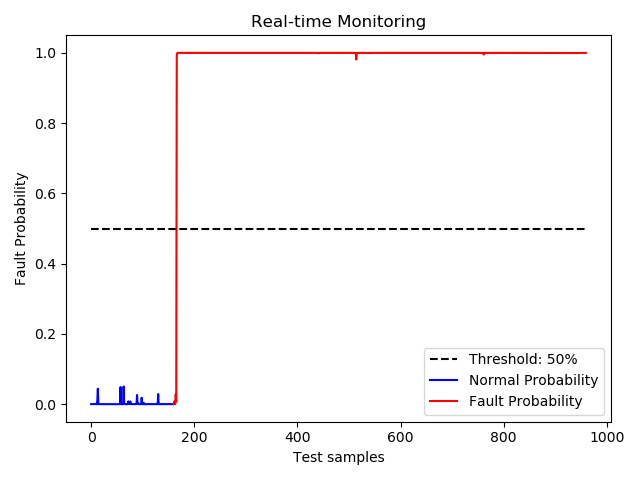 Real-time Monitoring
1.0
0.8
0.6
0.4
0.2
0.0
Fault Probability
0
200
400
600
800
1000
Test samples
Threshold: 50%
Normal Probability
Fault Probability